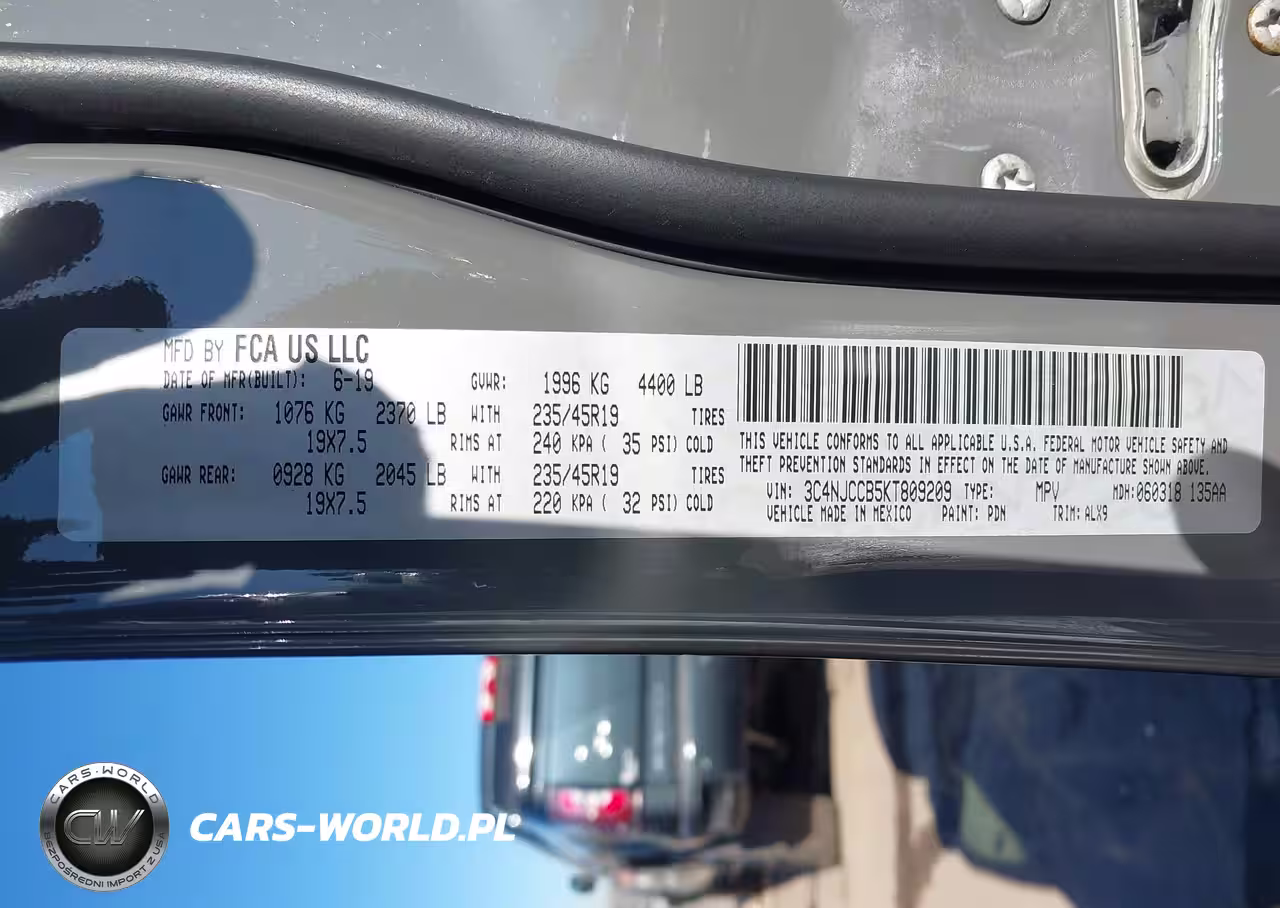 MFD BY FCA US LLC
DATE OF MFR(BUILT): 6-19 GVWR: 1996 KG 4400 LB
GAWR FRONT: 1076 KG 2370 LB WITH 235/45R19 TIRES
19X7.5 RIMS AT 240 KPA ( 35 PSI) COLD
GAWR REAR: 0928 KG 2045 LB WITH 235/45R19 TIRES
19X7.5 RIMS AT 220 KPA ( 32 PSI) COLD
THIS VEHICLE CONFORMS TO ALL APPLICABLE U.S.A. FEDERAL MOTOR VEHICLE SAFETY AND
THEFT PREVENTION STANDARDS IN EFFECT ON THE DATE OF MANUFACTURE SHOWN ABOVE.
VIN: 3C4NJCCB5KT809209 TYPE: MPV MDH:060318 135AA
VEHICLE MADE IN MEXICO PAINT: PDN TRIM: ALX9
CARS-WORLD
CW
BEZPOŚREDNI IMPORT Z USA
CARS-WORLD.PL